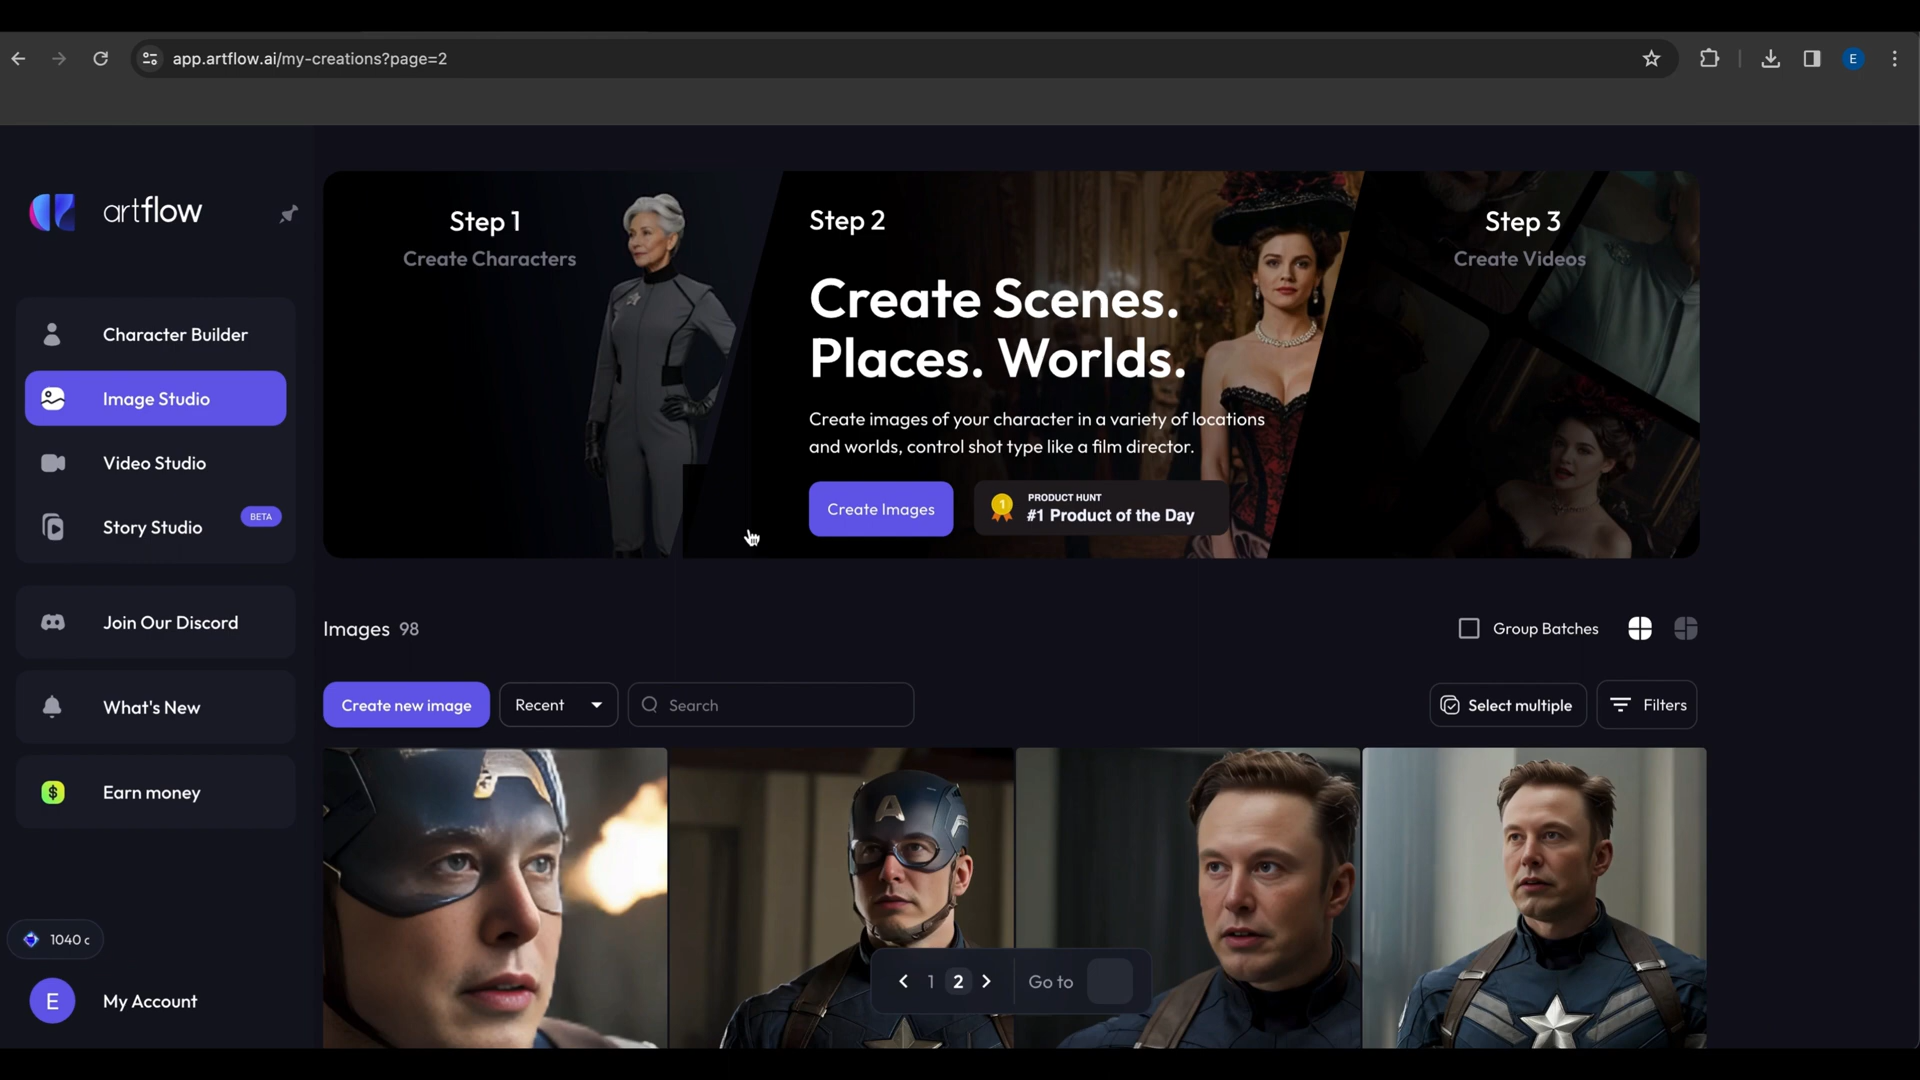 app.artflow.ai/my-creations?page=2
E
artflow
Character Builder
Image Studio
Video Studio
Story Studio
BETA
Join Our Discord
What's New
$
Earn money
1040 c
E
My Account
Step 1
Create Characters
Step 2
Create Scenes.
Places. Worlds.
Create images of your character in a variety of locations
and worlds, control shot type like a film director.
Create Images
1
PRODUCT HUNT
#1 Product of the Day
Step 3
Create Videos
Images 98
Group Batches
Create new image
Recent
Search
Select multiple
Filters
A
1 2
Go to